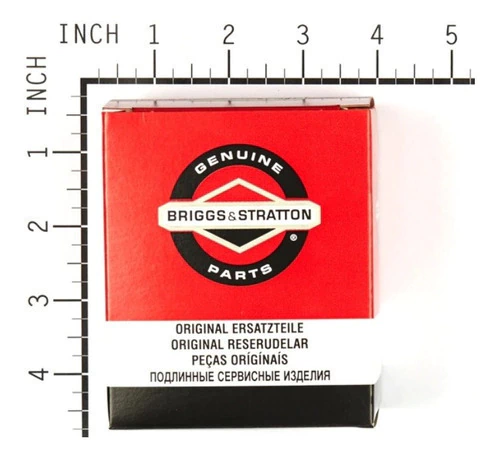 INCH 1 2 3 4 5
INCH
1
2
3
4
GENUINE
BRIGGS&STRATTON
®
PARTS
ORIGINAL ERSATZTEILE
ORIGINAL RESERUDELAR
PEÇAS ORÍGÍNAÍS
ПОДЛИННЫЕ СЕРВИСНЫЕ ИЗДЕЛИЯ